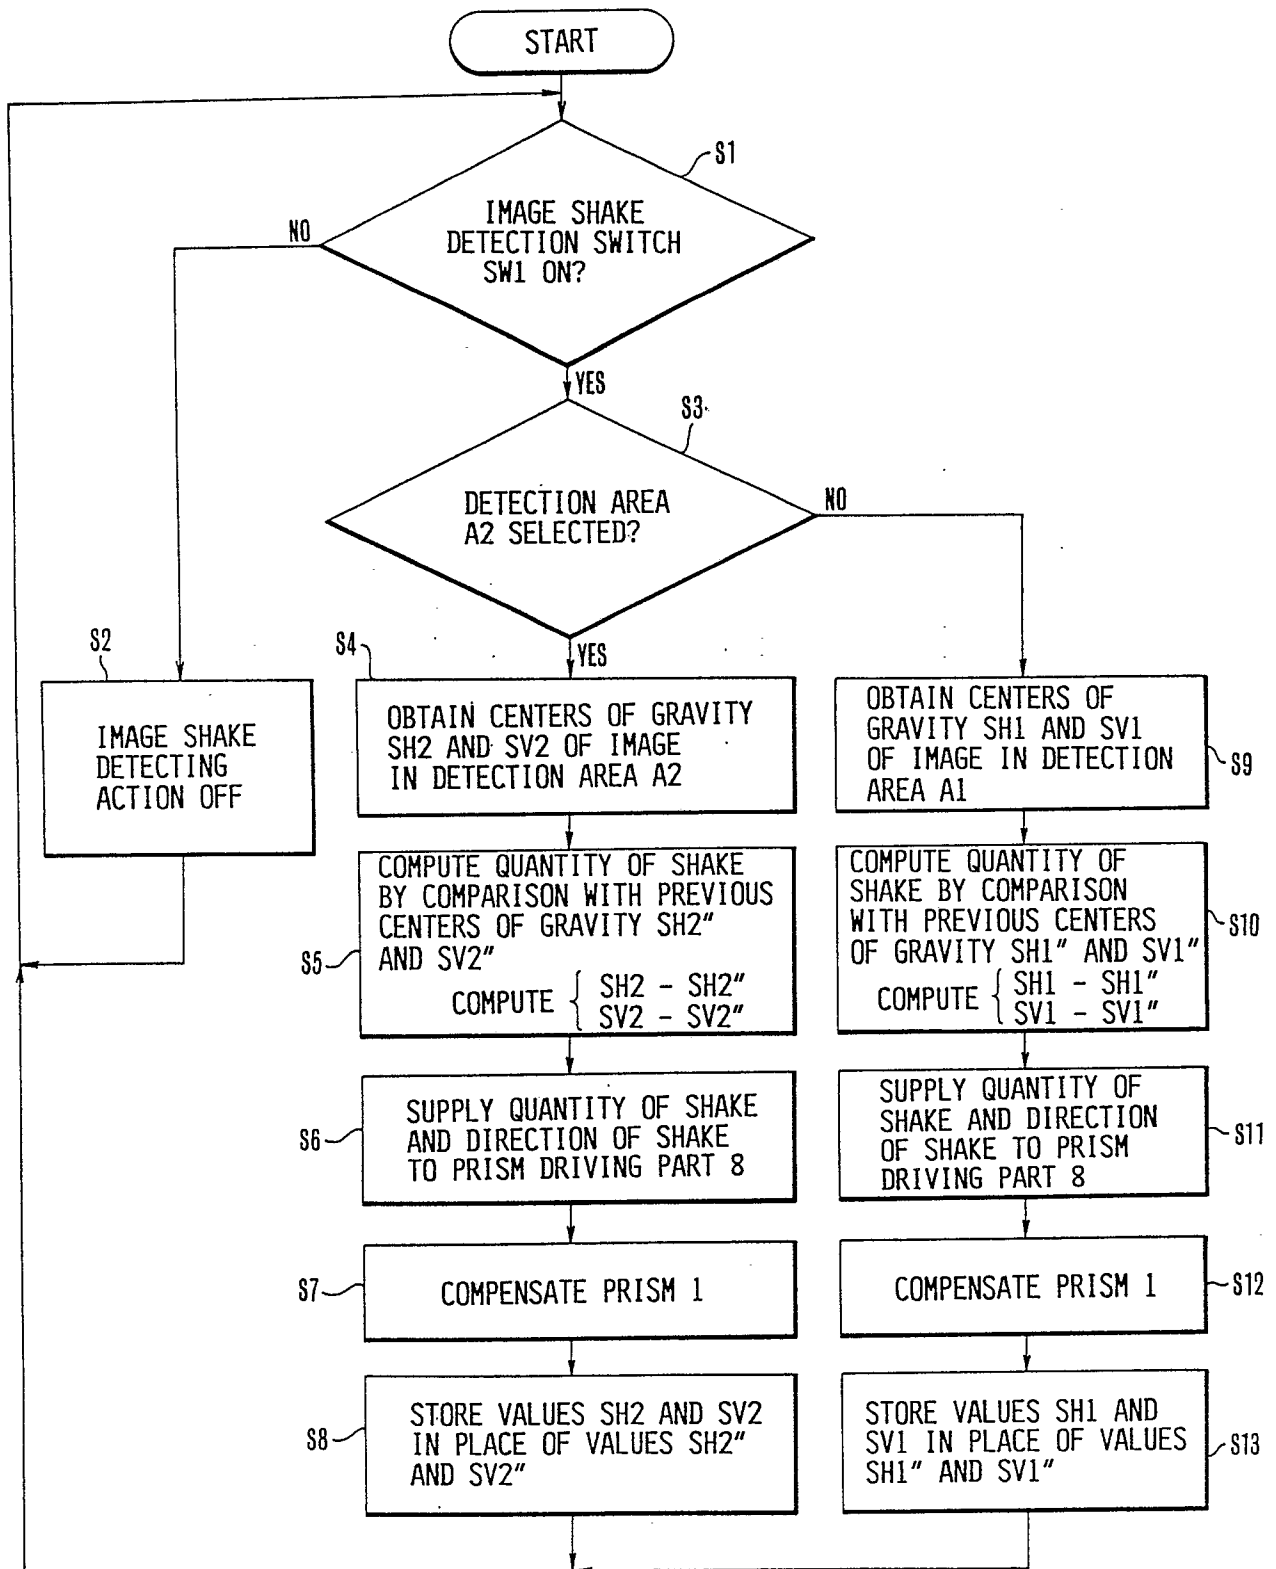 START
S1
IMAGE SHAKE
DETECTION SWITCH
SW1 ON?
NO
YES
S3
DETECTION AREA
A2 SELECTED?
NO
YES
S2
IMAGE SHAKE
DETECTING
ACTION OFF
S4
OBTAIN CENTERS OF GRAVITY
SH2 AND SV2 OF IMAGE
IN DETECTION AREA A2
S5
COMPUTE QUANTITY OF SHAKE
BY COMPARISON WITH PREVIOUS
CENTERS OF GRAVITY SH2″
AND SV2″
COMPUTE { SH2 - SH2″
SV2 - SV2″
S6
SUPPLY QUANTITY OF SHAKE
AND DIRECTION OF SHAKE
TO PRISM DRIVING PART 8
S7
COMPENSATE PRISM 1
S8
STORE VALUES SH2 AND SV2
IN PLACE OF VALUES SH2″
AND SV2″
OBTAIN CENTERS OF
GRAVITY SH1 AND SV1
OF IMAGE IN DETECTION
AREA A1
S9
COMPUTE QUANTITY OF
SHAKE BY COMPARISON
WITH PREVIOUS CENTERS
OF GRAVITY SH1″ AND SV1″
COMPUTE { SH1 - SH1″
SV1 - SV1″
S10
SUPPLY QUANTITY OF
SHAKE AND DIRECTION
OF SHAKE TO PRISM
DRIVING PART 8
S11
COMPENSATE PRISM 1
S12
STORE VALUES SH1 AND
SV1 IN PLACE OF VALUES
SH1″ AND SV1″
S13